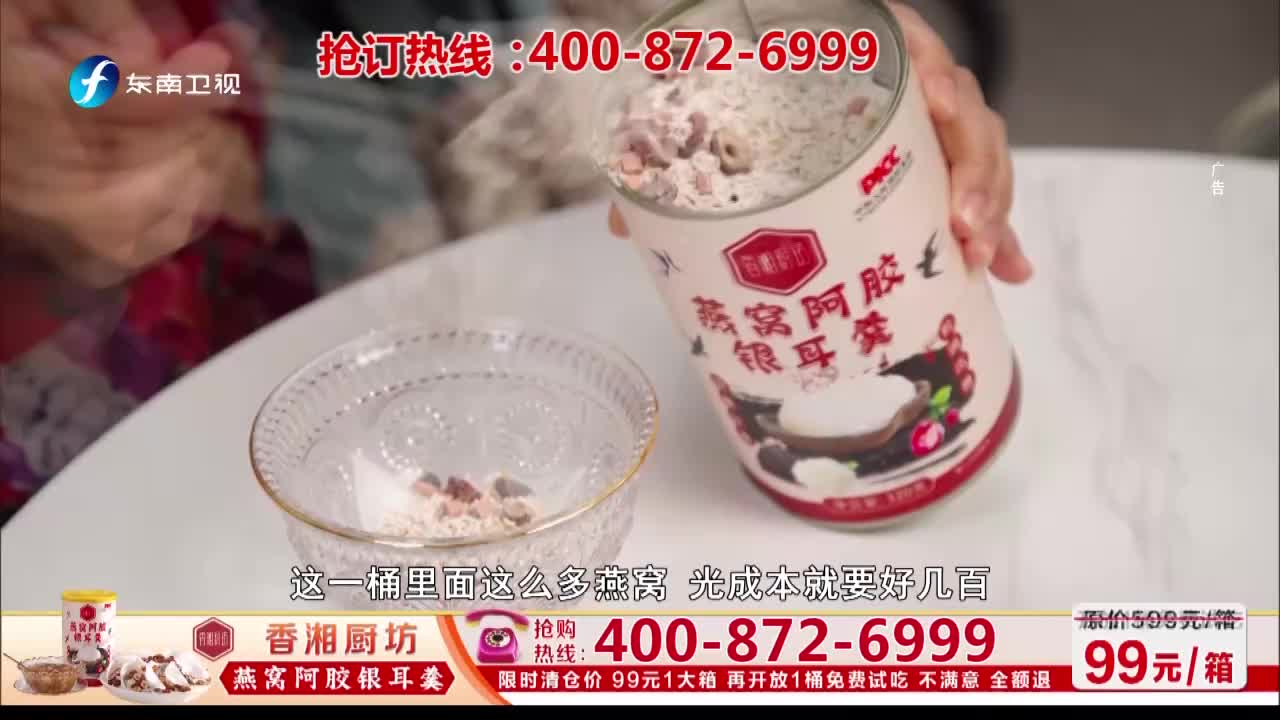 抢订热线：400-872-6999
东南卫视
广告
PICC
香湘厨坊
燕窝阿胶
银耳羹
这一桶里面这么多燕窝 光成本就要好几百
香湘厨坊
燕窝阿胶银耳羹
抢购
热线:
400-872-6999
限时清仓价 99元1大箱 再开放1桶免费试吃 不满意 全额退
原价599元/箱
99元/箱